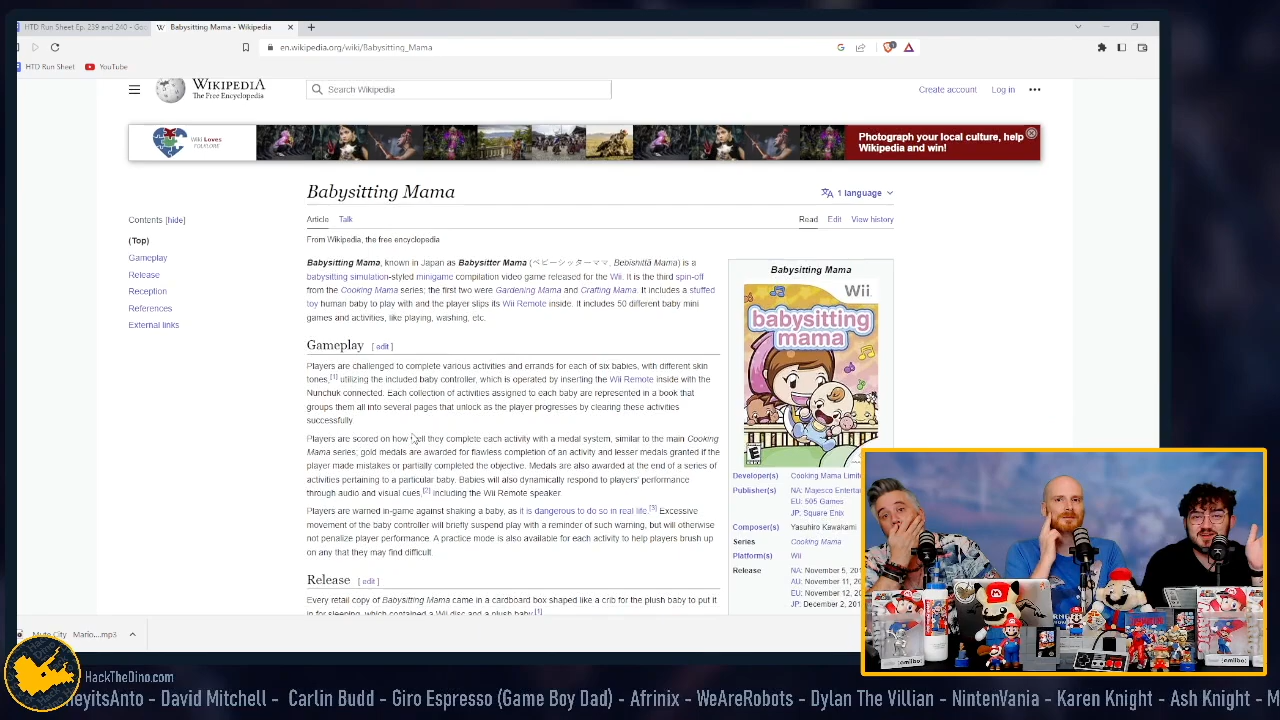 HTD Run Sheet Ep. 239 and 240 - Go
Babysitting Mama - Wikipedia
en.wikipedia.org/wiki/Babysitting_Mama
HTD Run Sheet
YouTube
WIKIPEDIA
The Free Encyclopedia
Search Wikipedia
Create account
Log in
Wiki Loves
FOLKLORE
Photograph your local culture, help
Wikipedia and win!
Babysitting Mama
1 language
Contents [hide]
(Top)
Gameplay
Release
Reception
References
External links
Article Talk
Read Edit View history
From Wikipedia, the free encyclopedia
Babysitting Mama, known in Japan as Babysitter Mama (ベビーシッターママ, Bebishittā Mama) is a
babysitting simulation-styled minigame compilation video game released for the Wii. It is the third spin-off
from the Cooking Mama series; the first two were Gardening Mama and Crafting Mama. It includes a stuffed
toy human baby to play with and the player slips its Wii Remote inside. It includes 50 different baby mini
games and activities, like playing, washing, etc.
Gameplay [ edit ]
Players are challenged to complete various activities and errands for each of six babies, with different skin
tones,[1] utilizing the included baby controller, which is operated by inserting the Wii Remote inside with the
Nunchuk connected. Each collection of activities assigned to each baby are represented in a book that
groups them all into several pages that unlock as the player progresses by clearing these activities
successfully.
Players are scored on how well they complete each activity with a medal system, similar to the main Cooking
Mama series; gold medals are awarded for flawless completion of an activity and lesser medals granted if the
player made mistakes or partially completed the objective. Medals are also awarded at the end of a series of
activities pertaining to a particular baby. Babies will also dynamically respond to players' performance
through audio and visual cues,[2] including the Wii Remote speaker.
Players are warned in-game against shaking a baby, as it is dangerous to do so in real life.[3] Excessive
movement of the baby controller will briefly suspend play with a reminder of such warning, but will otherwise
not penalize player performance. A practice mode is also available for each activity to help players brush up
on any that they may find difficult.
Release [ edit ]
Every retail copy of Babysitting Mama came in a cardboard box shaped like a crib for the plush baby to put it
in for sleeping, which contained a Wii disc and a plush baby.[1]
Babysitting Mama
Wii
babysitting
mama
E
Developer(s) Cooking Mama Limite
Publisher(s) NA: Majesco Enterta
EU: 505 Games
JP: Square Enix
Composer(s) Yasuhiro Kawakami
Series Cooking Mama
Platform(s) Wii
Release NA: November 5, 201
AU: November 11, 20
EU: November 12, 20
JP: December 2, 201
amiibo
amiibo
Mute City Mario....mp3
HackTheDino.com
HeyitsAnto - David Mitchell - Carlin Budd - Giro Espresso (Game Boy Dad) - Afrinix - WeAreRobots - Dylan The Villian - NintenVania - Karen Knight - Ash Knight - M